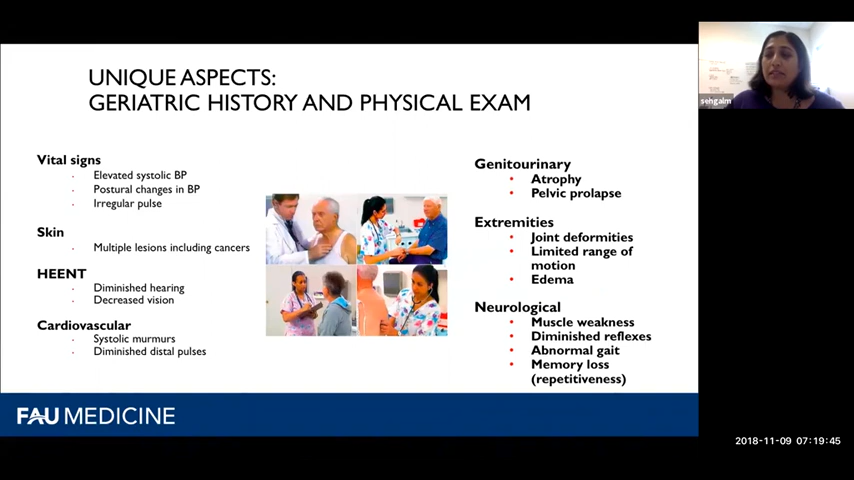 UNIQUE ASPECTS:
GERIATRIC HISTORY AND PHYSICAL EXAM
Vital signs
Elevated systolic BP
Postural changes in BP
Irregular pulse
Skin
Multiple lesions including cancers
HEENT
Diminished hearing
Decreased vision
Cardiovascular
Systolic murmurs
Diminished distal pulses
Genitourinary
• Atrophy
• Pelvic prolapse
Extremities
• Joint deformities
• Limited range of
motion
• Edema
Neurological
• Muscle weakness
• Diminished reflexes
• Abnormal gait
• Memory loss
(repetitiveness)
FAU MEDICINE
sehgalm
2018-11-09 07:19:45